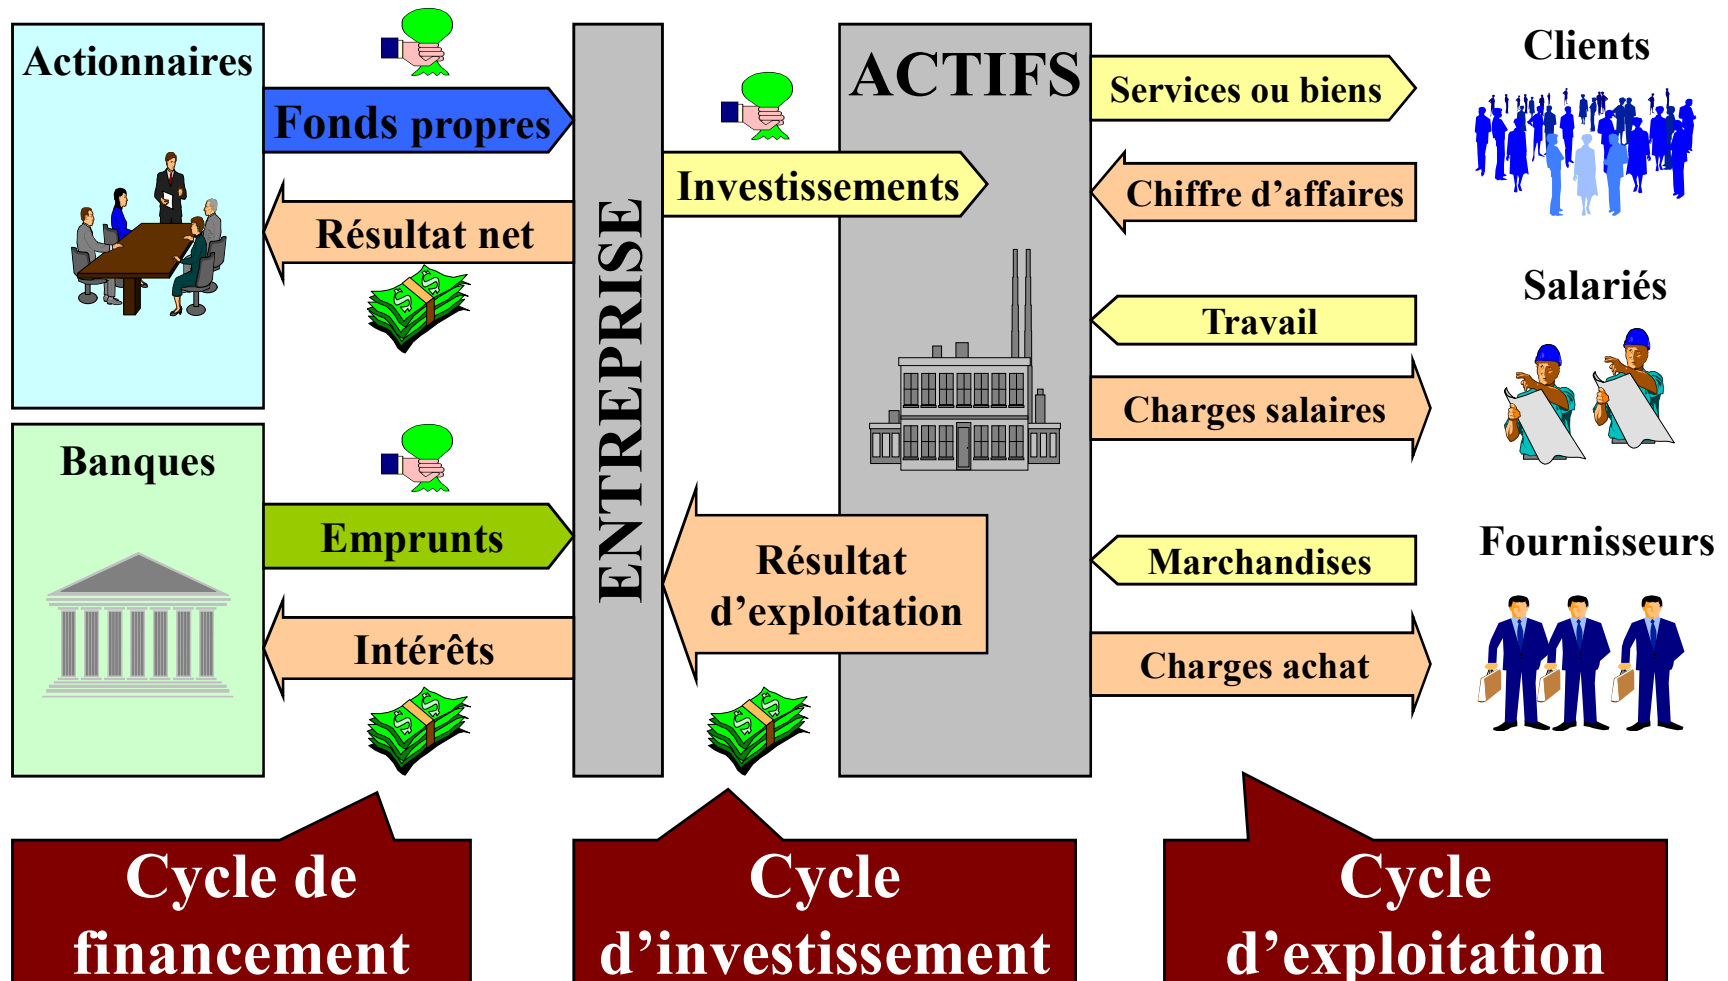 Actionnaires
Fonds propres
Résultat net
Banques
Emprunts
Intérêts
ENTREPRISE
Investissements
Résultat
d’exploitation
ACTIFS
Services ou biens
Chiffre d’affaires
Travail
Charges salaires
Marchandises
Charges achat
Clients
Salariés
Fournisseurs
Cycle de
financement
Cycle
d’investissement
Cycle
d’exploitation